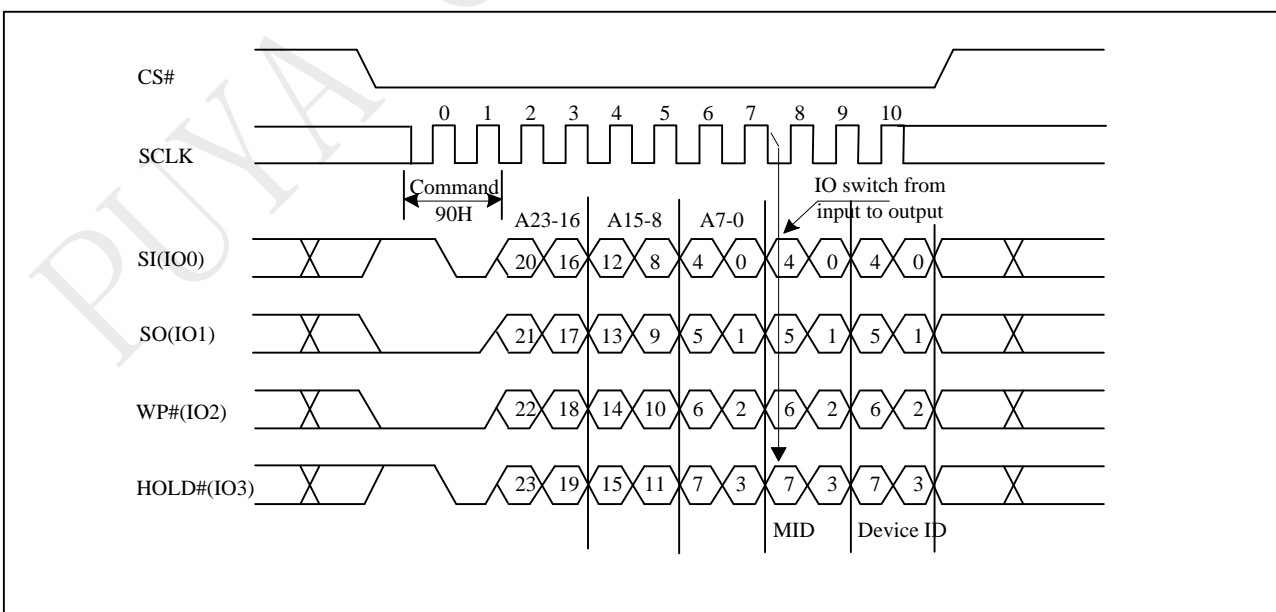 PUYA
CS#
0 1 2 3 4 5 6 7 8 9 10
SCLK
Command
90H
IO switch from
input to output
A23-16 A15-8 A7-0
SI(IO0) 20 16 12 8 4 0 4 0 4 0
SO(IO1) 21 17 13 9 5 1 5 1 5 1
WP#(IO2) 22 18 14 10 6 2 6 2 6 2
HOLD#(IO3) 23 19 15 11 7 3 7 3 7 3
MID Device ID